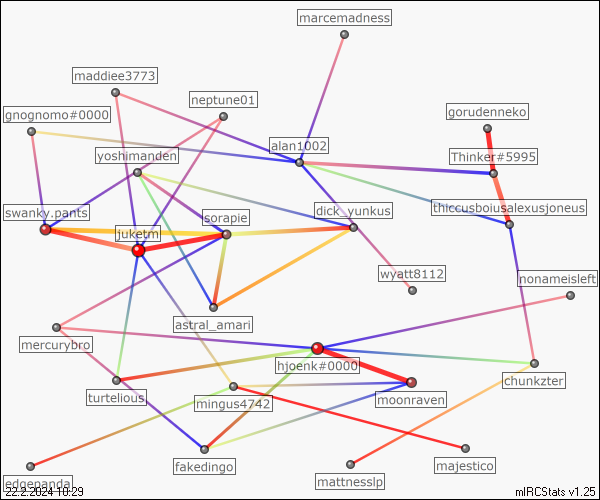 marcemadness
maddiee3773
neptune01
gnognomo#0000
gorudenneko
alan1002
yoshimanden
Thinker#5995
swanky.pants
sorapie
dick_yunkus
thiccusboiusalexusjoneus
juketm
wyatt8112
nonameisleft
astral_amari
mercurybro
hjoenk#0000
chunkzter
turtelious
mingus4742
moonraven
fakedingo
majestico
mattnesslp
edgepanda
22.2.2024 10:29
mIRCStats v1.25